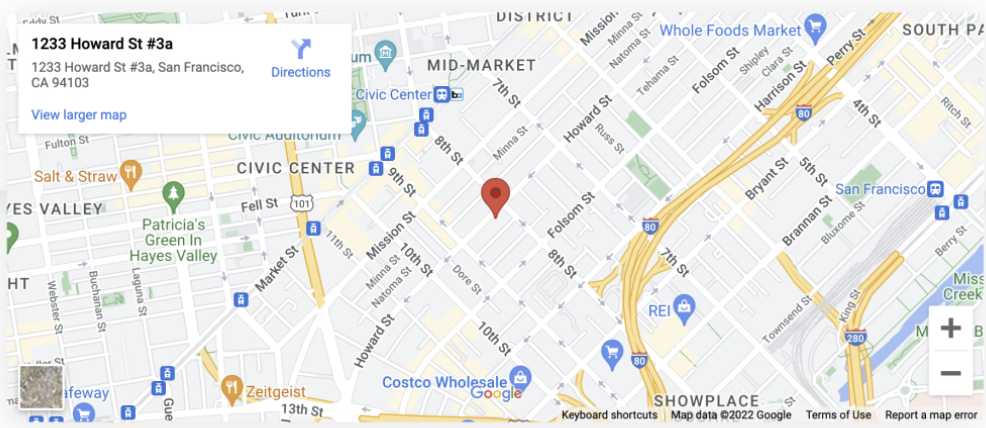 DISTRICT
SOUTH PA
Whole Foods Market
Perry St
1233 Howard St #3a
1233 Howard St #3a, San Francisco,
CA 94103
Directions
View larger map
MID-MARKET
Minna St
Natoma St
Tehama St
Folsom St
Shipley
Clara St
Harrison St
80
4th St
Ritch St
Civic Center
7th St
Howard St
Russ St
Minna St
Civic Auditorium
8th St
Fulton St
CIVIC CENTER
9th St
Salt & Straw
Bryant St
5th St
San Francisco
YES VALLEY
Fell St
101
Patricia's
Green In
Hayes Valley
11th St
Mission St
Folsom St
80
Brannan St
Bluxome St
Berry St
Market St
Minna St
Natoma St
10th St
Dore St
8th St
7th St
HT
Webster St
Buchanan St
Laguna St
Miss
Creek
REI
Townsend St
King St
280
Howard St
10th St
80
Costco Wholesale
Google
Zeitgeist
13th St
afeway
Gue
SHOWPLACE
Keyboard shortcuts
Map data ©2022 Google
Terms of Use
Report a map error